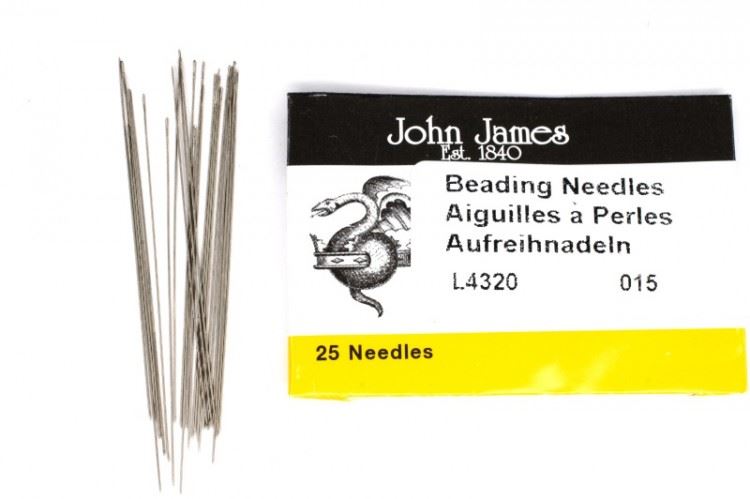 John James
Est. 1840
Beading Needles
Aiguilles à Perles
Aufreihnadeln
L4320 015
25 Needles